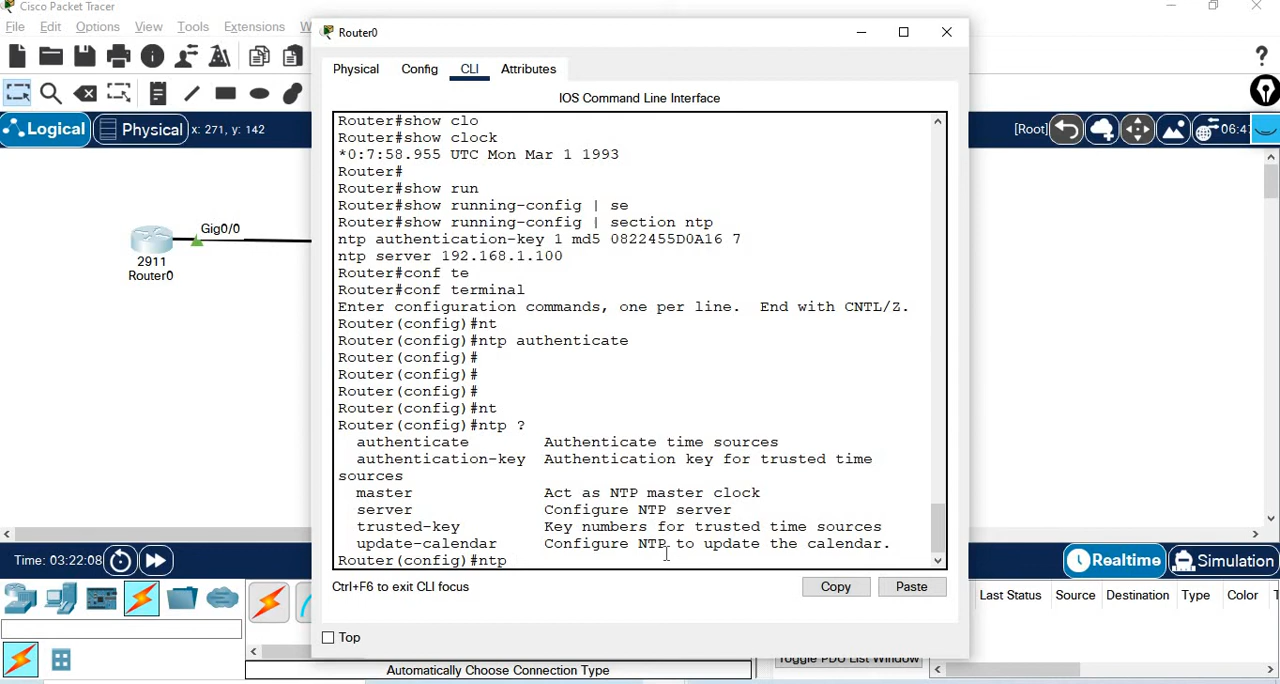 Cisco Packet Tracer
File Edit Options View Tools Extensions W
Logical Physical x: 271, y: 142
[Root] 06:47
Gig0/0
2911
Router0
Router0
Physical Config CLI Attributes
IOS Command Line Interface
Router#show clo
Router#show clock
*0:7:58.955 UTC Mon Mar 1 1993
Router#
Router#show run
Router#show running-config | se
Router#show running-config | section ntp
ntp authentication-key 1 md5 0822455D0A16 7
ntp server 192.168.1.100
Router#conf te
Router#conf terminal
Enter configuration commands, one per line.  End with CNTL/Z.
Router(config)#nt
Router(config)#ntp authenticate
Router(config)#
Router(config)#
Router(config)#
Router(config)#nt
Router(config)#ntp ?
authenticate Authenticate time sources
authentication-key Authentication key for trusted time
sources
master Act as NTP master clock
server Configure NTP server
trusted-key Key numbers for trusted time sources
update-calendar Configure NTP to update the calendar.
Router(config)#ntp
Ctrl+F6 to exit CLI focus
Copy Paste
Top
Time: 03:22:08
Realtime Simulation
Last Status Source Destination Type Color
Toggle PDU List Window
Automatically Choose Connection Type